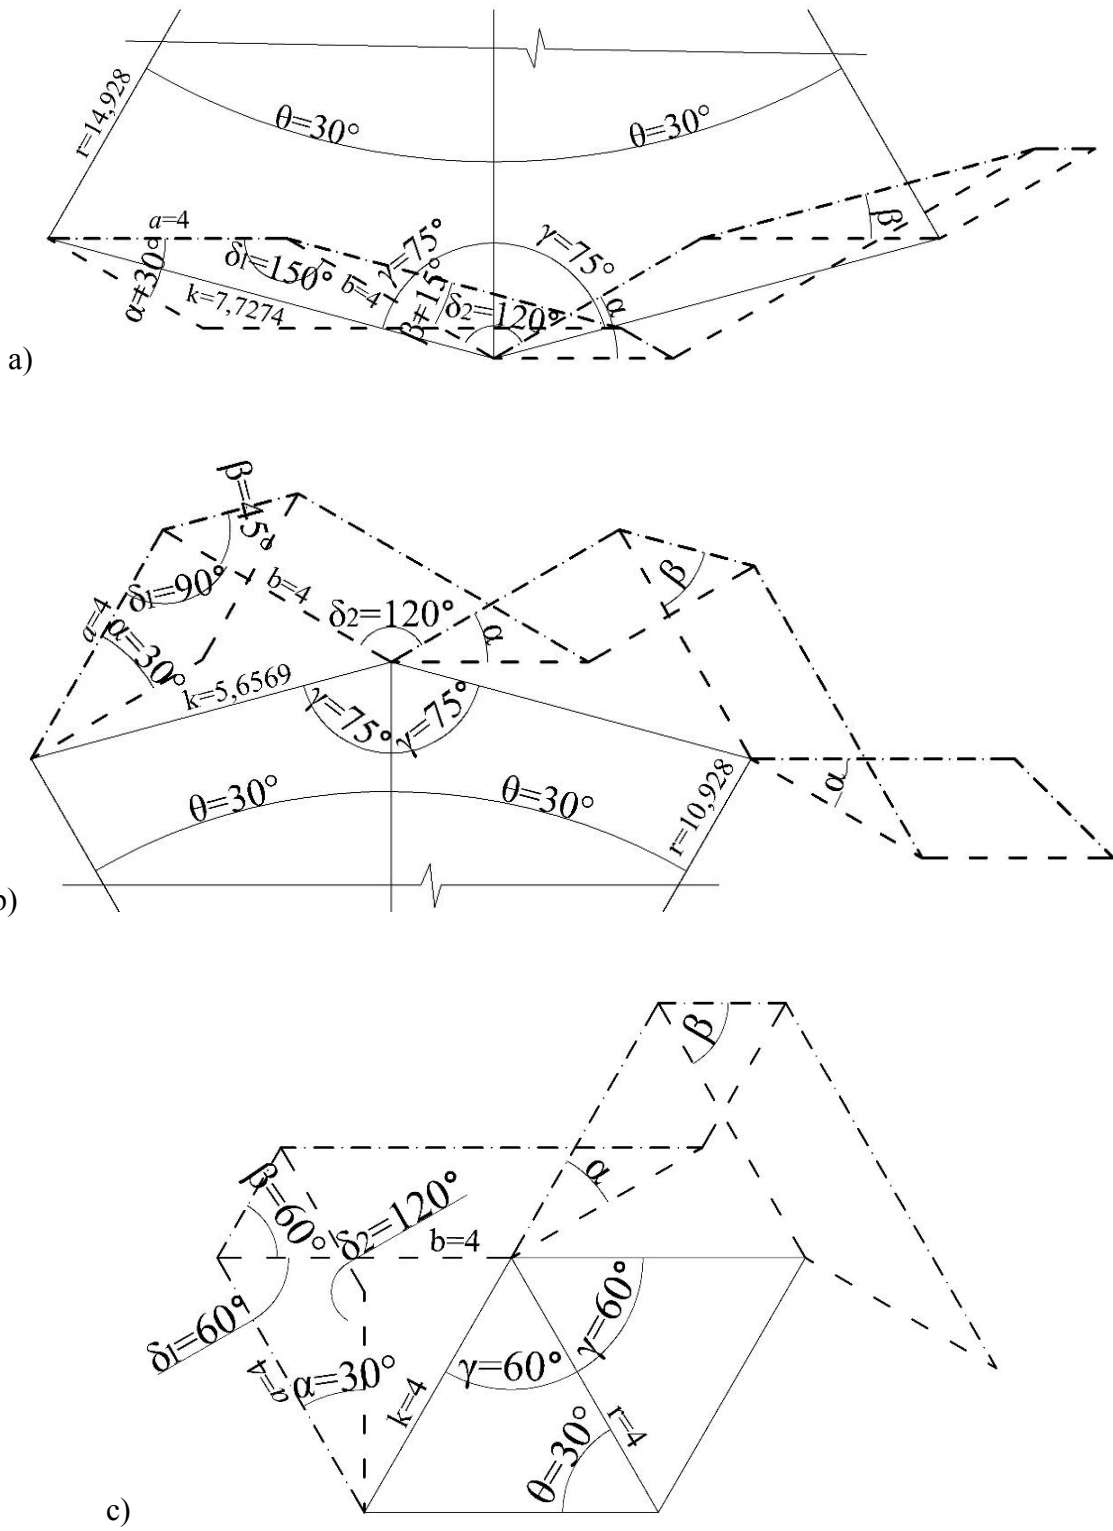 r=14,928
θ=30°
θ=30°
a=4
α=30°
δ1=150°
k=7,7274
b=4
γ=75°
β=15°
δ2=120°
γ=75°
α
β
a)
β=45°
δ1=90°
b=4
a=4
α=30°
δ2=120°
α
β
k=5,6569
γ=75°
γ=75°
θ=30°
θ=30°
r=10,928
α
b)
β
α
β=60°
δ2=120°
b=4
δ1=60°
a=4
α=30°
k=4
γ=60°
γ=60°
r=4
θ=30°
c)